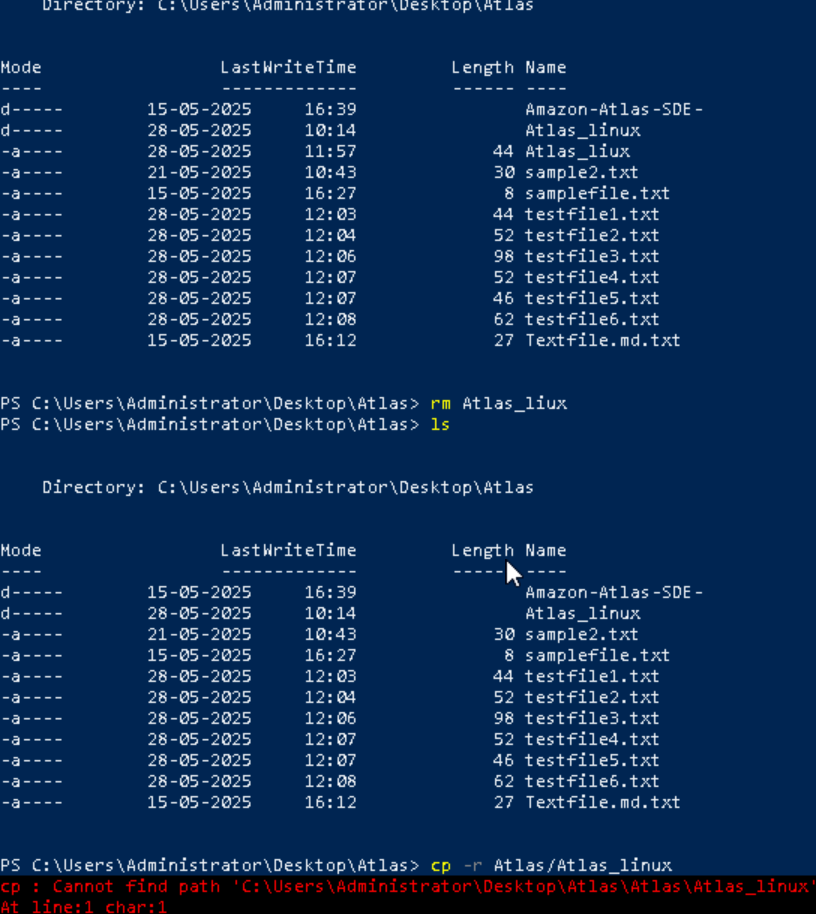 Directory: C:\Users\Administrator\Desktop\Atlas
Mode LastWriteTime Length Name
---- ------------- ------ ----
d----- 15-05-2025 16:39 Amazon-Atlas-SDE-
d----- 28-05-2025 10:14 Atlas_linux
-a---- 28-05-2025 11:57 44 Atlas_liux
-a---- 21-05-2025 10:43 30 sample2.txt
-a---- 15-05-2025 16:27 8 samplefile.txt
-a---- 28-05-2025 12:03 44 testfile1.txt
-a---- 28-05-2025 12:04 52 testfile2.txt
-a---- 28-05-2025 12:06 98 testfile3.txt
-a---- 28-05-2025 12:07 52 testfile4.txt
-a---- 28-05-2025 12:07 46 testfile5.txt
-a---- 28-05-2025 12:08 62 testfile6.txt
-a---- 15-05-2025 16:12 27 Textfile.md.txt
PS C:\Users\Administrator\Desktop\Atlas> rm Atlas_liux
PS C:\Users\Administrator\Desktop\Atlas> ls
Directory: C:\Users\Administrator\Desktop\Atlas
Mode LastWriteTime Length Name
---- ------------- ------ ----
d----- 15-05-2025 16:39 Amazon-Atlas-SDE-
d----- 28-05-2025 10:14 Atlas_linux
-a---- 21-05-2025 10:43 30 sample2.txt
-a---- 15-05-2025 16:27 8 samplefile.txt
-a---- 28-05-2025 12:03 44 testfile1.txt
-a---- 28-05-2025 12:04 52 testfile2.txt
-a---- 28-05-2025 12:06 98 testfile3.txt
-a---- 28-05-2025 12:07 52 testfile4.txt
-a---- 28-05-2025 12:07 46 testfile5.txt
-a---- 28-05-2025 12:08 62 testfile6.txt
-a---- 15-05-2025 16:12 27 Textfile.md.txt
PS C:\Users\Administrator\Desktop\Atlas> cp -r Atlas/Atlas_linux
cp : Cannot find path 'C:\Users\Administrator\Desktop\Atlas\Atlas\Atlas_linux'
At line:1 char:1